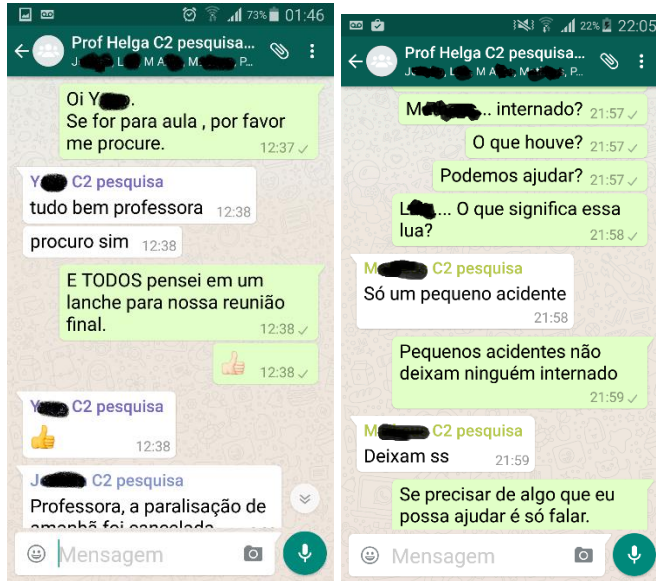 73% 01:46
Prof Helga C2 pesquisa...
J L M A M. P...
Oi Y.
Se for para aula , por favor
me procure.
12:37
Y C2 pesquisa
tudo bem professora 12:38
procuro sim 12:38
E TODOS pensei em um
lanche para nossa reunião
final.
12:38
12:38
Y C2 pesquisa
12:38
J C2 pesquisa
Professora, a paralisação de
amanhã foi cancelada
Mensagem
22% 22:05
Prof Helga C2 pesquisa...
J L M A M P...
M... internado? 21:57
O que houve? 21:57
Podemos ajudar? 21:57
L... O que significa essa
lua?
21:58
M C2 pesquisa
Só um pequeno acidente
21:58
Pequenos acidentes não
deixam ninguém internado
21:59
M C2 pesquisa
Deixam ss 21:59
Se precisar de algo que eu
possa ajudar é só falar.
Mensagem